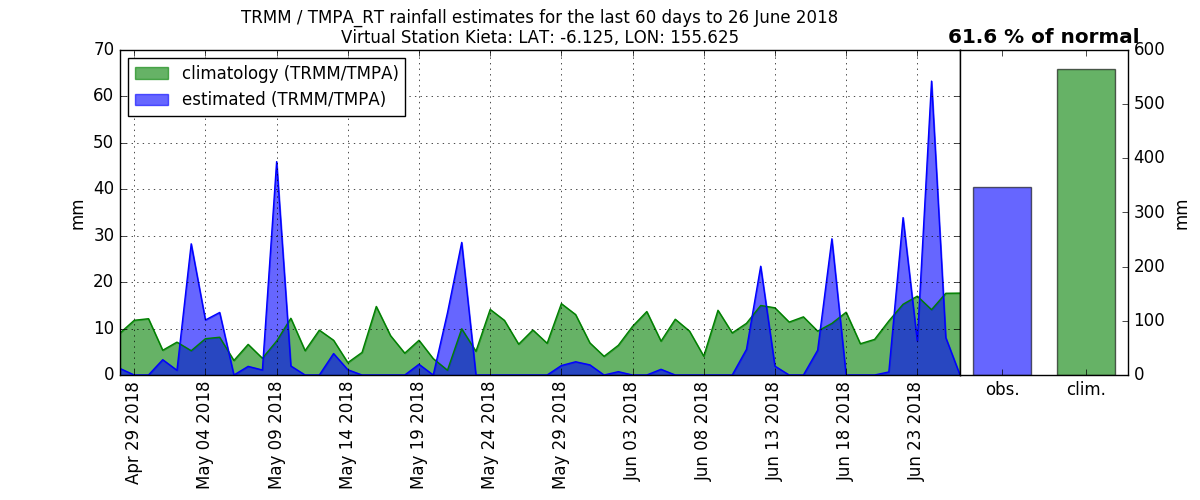 TRMM / TMPA_RT rainfall estimates for the last 60 days to 26 June 2018
Virtual Station Kieta: LAT: -6.125, LON: 155.625
61.6 % of normal
climatology (TRMM/TMPA)
estimated (TRMM/TMPA)
70
60
50
40
30
20
10
0
mm
Apr 29 2018
May 04 2018
May 09 2018
May 14 2018
May 19 2018
May 24 2018
May 29 2018
Jun 03 2018
Jun 08 2018
Jun 13 2018
Jun 18 2018
Jun 23 2018
obs.
clim.
600
500
400
300
200
100
0
mm